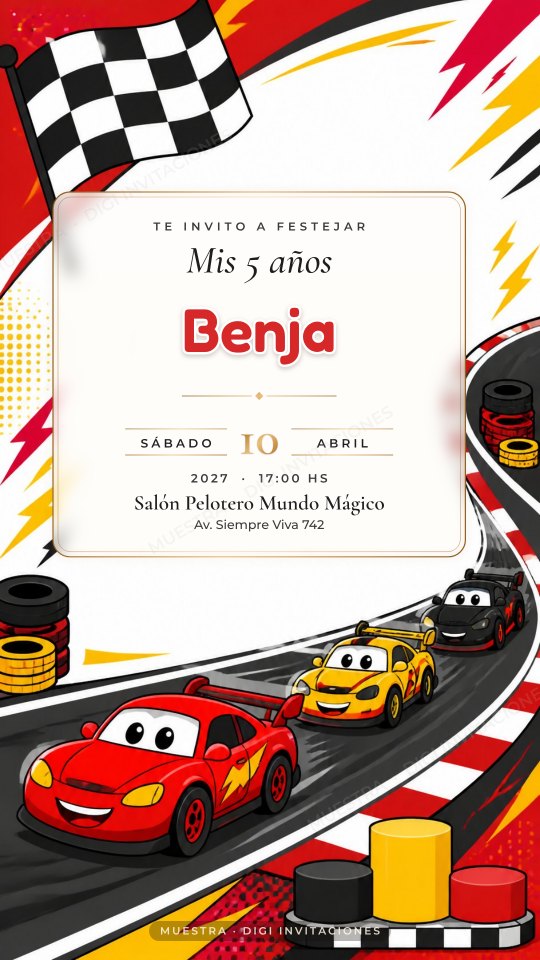 TE INVITO A FESTEJAR
Mis 5 años
Benja
SÁBADO 10 ABRIL
2027 · 17:00 HS
Salón Pelotero Mundo Mágico
Av. Siempre Viva 742
MUESTRA · DIGI INVITACIONES